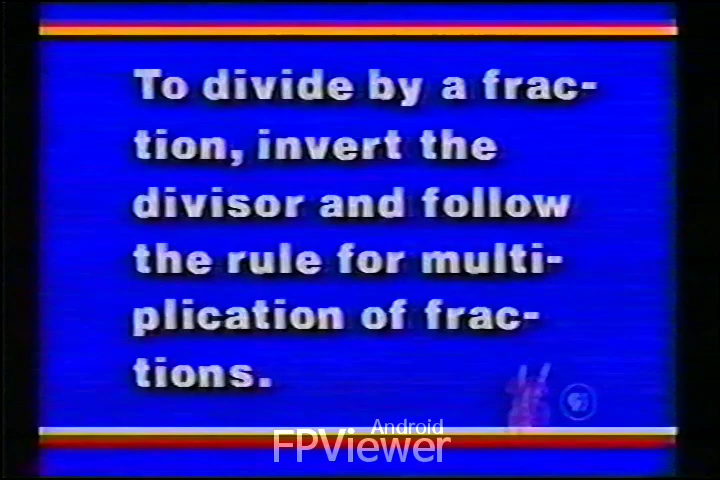 To divide by a frac-
tion, invert the
divisor and follow
the rule for multi-
plication of frac-
tions.
Android
FPViewer